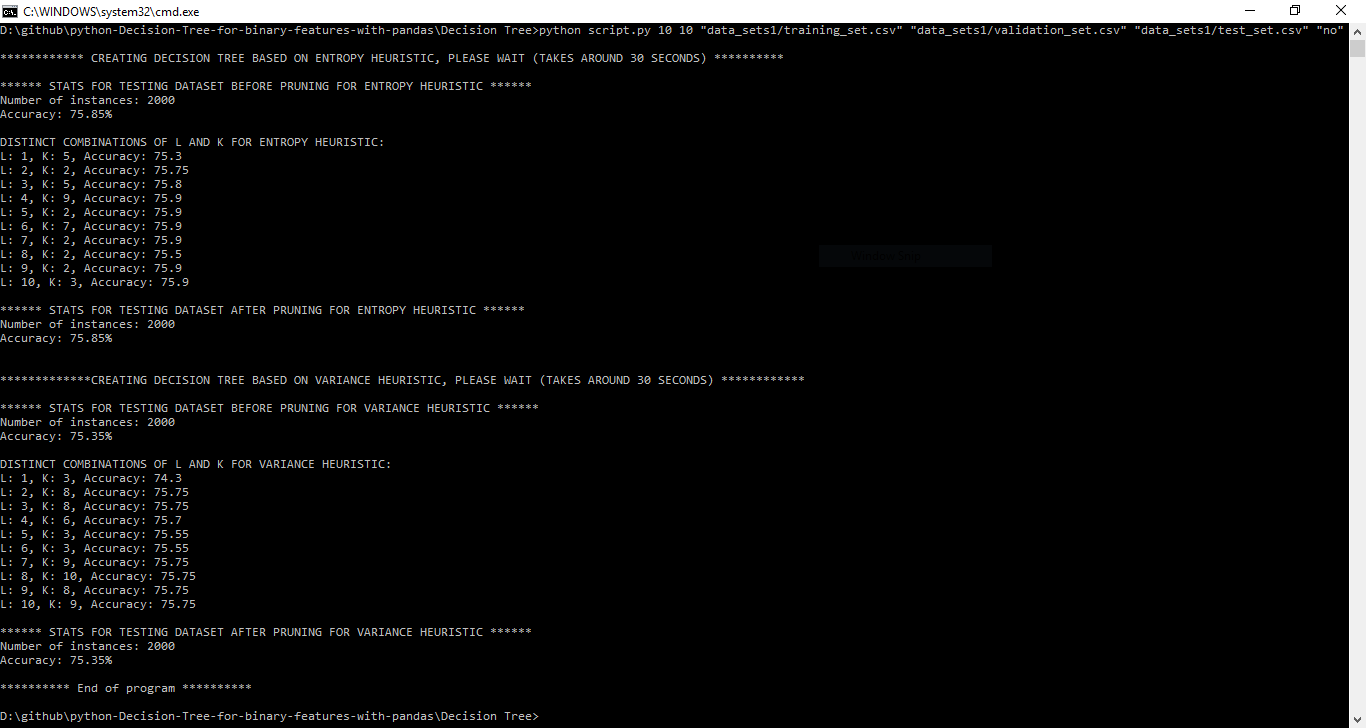 C:\WINDOWS\system32\cmd.exe
D:\github\python-Decision-Tree-for-binary-features-with-pandas\Decision Tree>python script.py 10 10 "data_sets1/training_set.csv" "data_sets1/validation_set.csv" "data_sets1/test_set.csv" "no"
************ CREATING DECISION TREE BASED ON ENTROPY HEURISTIC, PLEASE WAIT (TAKES AROUND 30 SECONDS) **********
****** STATS FOR TESTING DATASET BEFORE PRUNING FOR ENTROPY HEURISTIC ******
Number of instances: 2000
Accuracy: 75.85%
DISTINCT COMBINATIONS OF L AND K FOR ENTROPY HEURISTIC:
L: 1, K: 5, Accuracy: 75.3
L: 2, K: 2, Accuracy: 75.75
L: 3, K: 5, Accuracy: 75.8
L: 4, K: 9, Accuracy: 75.9
L: 5, K: 2, Accuracy: 75.9
L: 6, K: 7, Accuracy: 75.9
L: 7, K: 2, Accuracy: 75.9
L: 8, K: 2, Accuracy: 75.5
L: 9, K: 2, Accuracy: 75.9
L: 10, K: 3, Accuracy: 75.9
****** STATS FOR TESTING DATASET AFTER PRUNING FOR ENTROPY HEURISTIC ******
Number of instances: 2000
Accuracy: 75.85%
*************CREATING DECISION TREE BASED ON VARIANCE HEURISTIC, PLEASE WAIT (TAKES AROUND 30 SECONDS) ************
****** STATS FOR TESTING DATASET BEFORE PRUNING FOR VARIANCE HEURISTIC ******
Number of instances: 2000
Accuracy: 75.35%
DISTINCT COMBINATIONS OF L AND K FOR VARIANCE HEURISTIC:
L: 1, K: 3, Accuracy: 74.3
L: 2, K: 8, Accuracy: 75.75
L: 3, K: 8, Accuracy: 75.75
L: 4, K: 6, Accuracy: 75.7
L: 5, K: 3, Accuracy: 75.55
L: 6, K: 3, Accuracy: 75.55
L: 7, K: 9, Accuracy: 75.75
L: 8, K: 10, Accuracy: 75.75
L: 9, K: 8, Accuracy: 75.75
L: 10, K: 9, Accuracy: 75.75
****** STATS FOR TESTING DATASET AFTER PRUNING FOR VARIANCE HEURISTIC ******
Number of instances: 2000
Accuracy: 75.35%
********** End of program **********
D:\github\python-Decision-Tree-for-binary-features-with-pandas\Decision Tree>